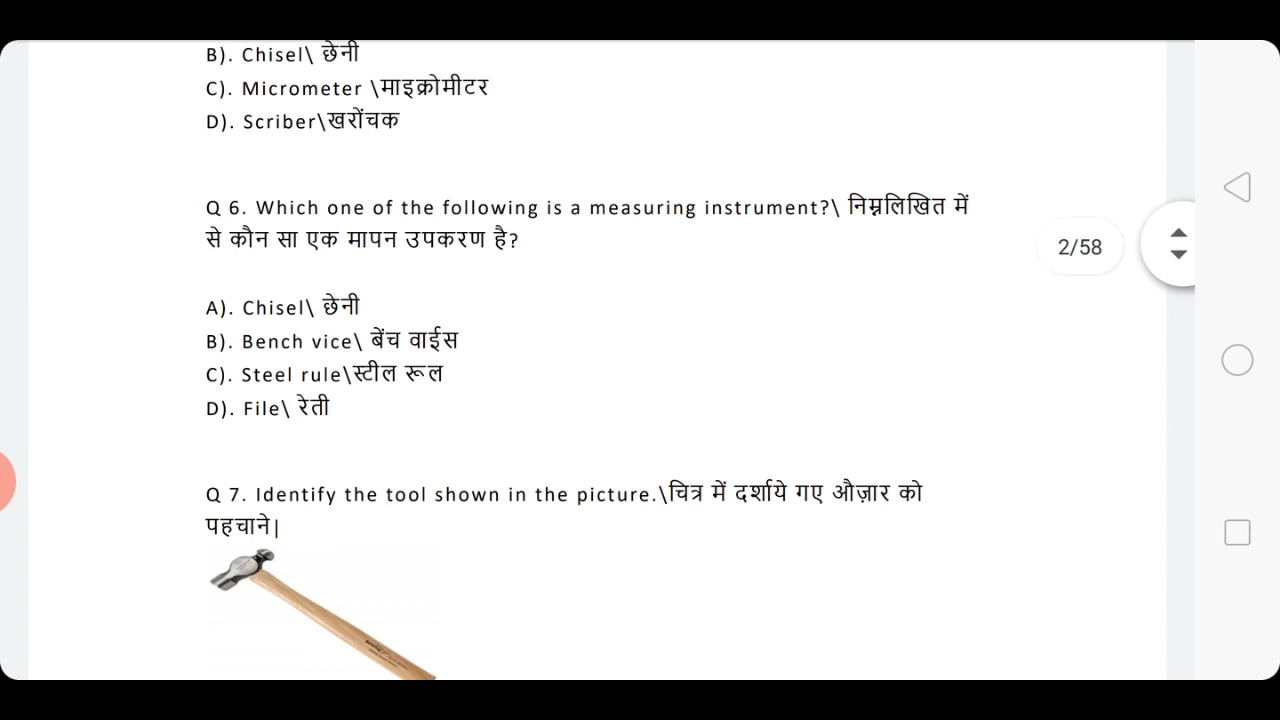 B). Chisel\ छेनी
C). Micrometer \माइक्रोमीटर
D). Scriber\खरोंचक
Q 6. Which one of the following is a measuring instrument?\ निम्नलिखित में
से कौन सा एक मापन उपकरण है?
2/58
A). Chisel\ छेनी
B). Bench vice\ बेंच वाईस
C). Steel rule\स्टील रूल
D). File\ रेती
Q 7. Identify the tool shown in the picture.\चित्र में दर्शाये गए औज़ार को
पहचाने|